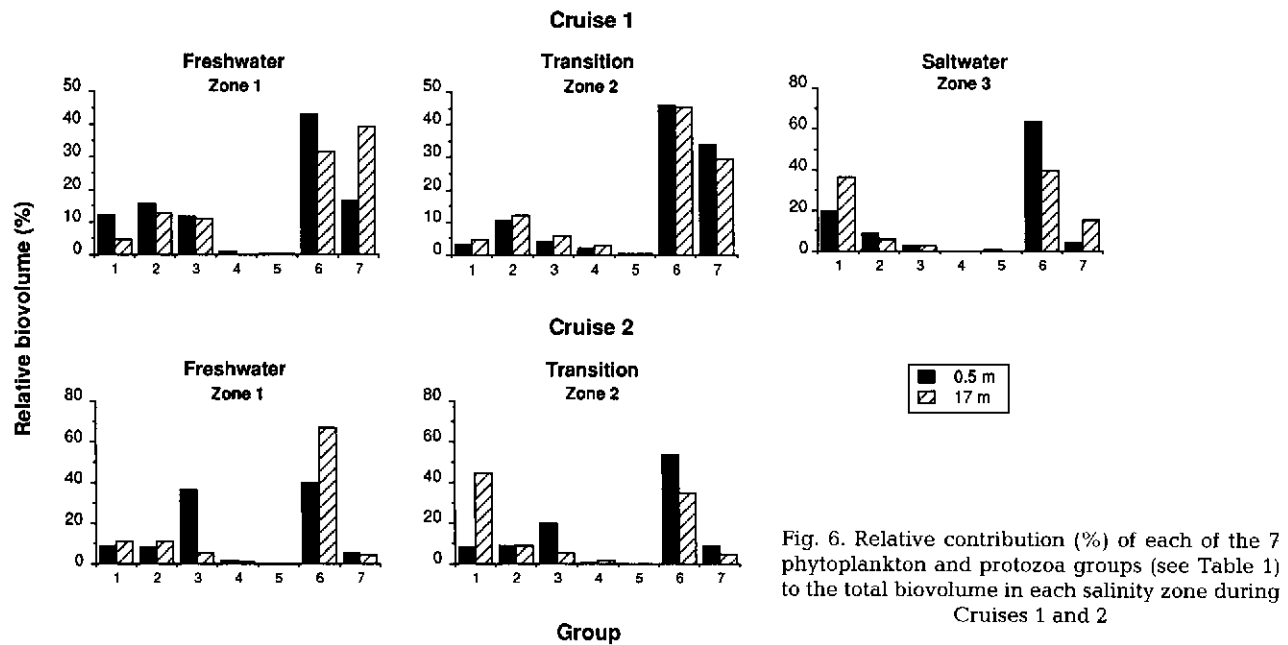 Cruise 1
Freshwater
Zone 1
50
40
30
20
10
0
1 2 3 4 5 6 7
Transition
Zone 2
50
40
30
20
10
0
1 2 3 4 5 6 7
Saltwater
Zone 3
80
60
40
20
0
1 2 3 4 5 6 7
Relative biovolume (%)
Cruise 2
Freshwater
Zone 1
80
60
40
20
0
1 2 3 4 5 6 7
Transition
Zone 2
80
60
40
20
0
1 2 3 4 5 6 7
0.5 m
17 m
Group
Fig. 6. Relative contribution (%) of each of the 7
phytoplankton and protozoa groups (see Table 1)
to the total biovolume in each salinity zone during
Cruises 1 and 2